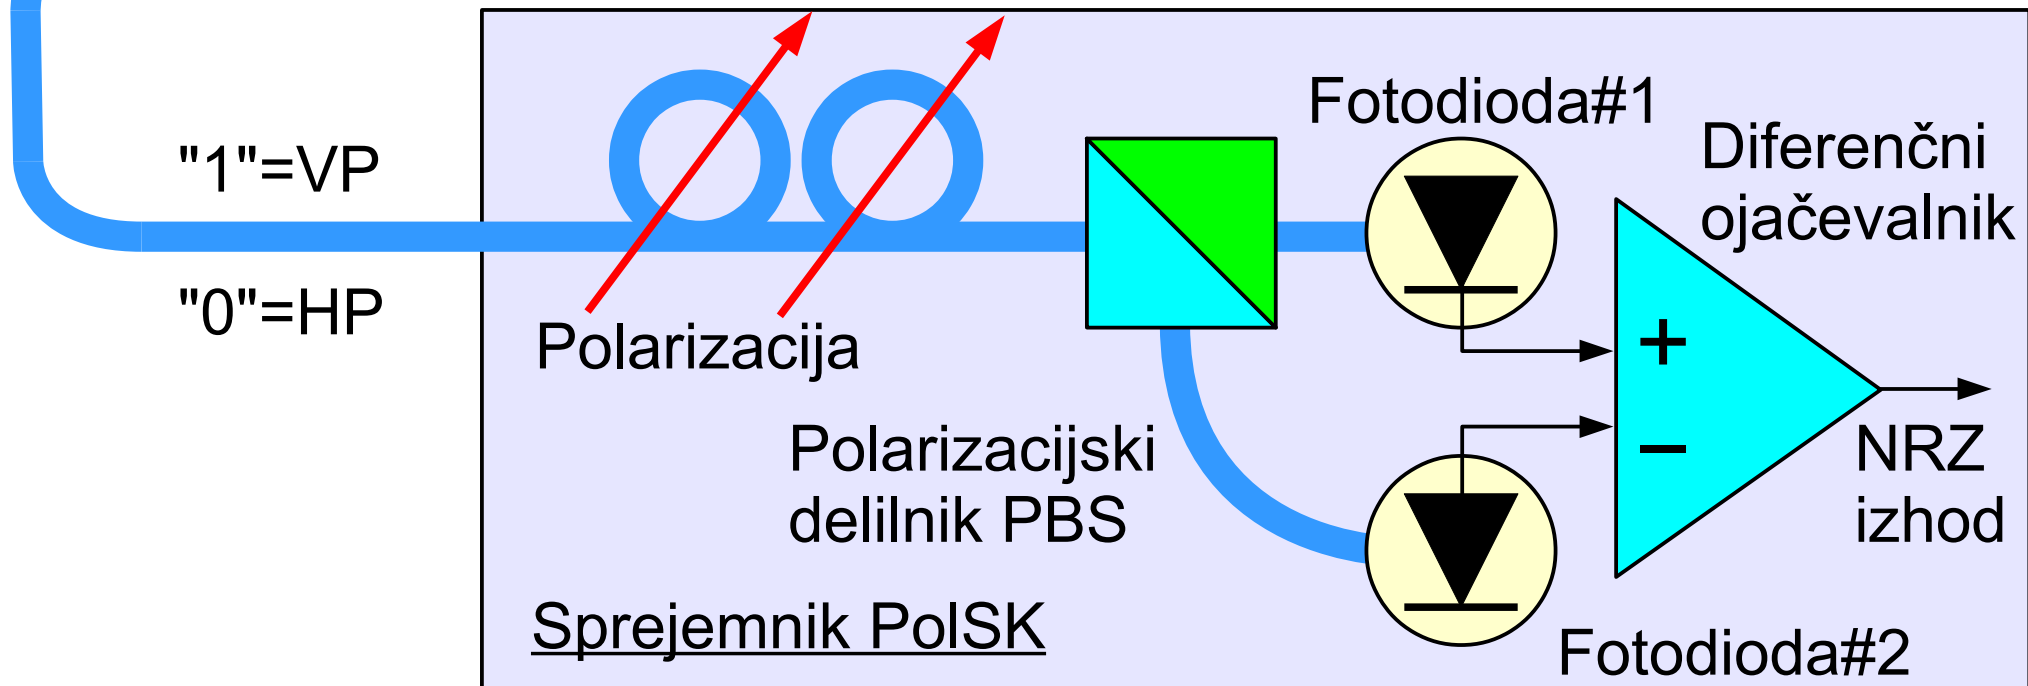 "1"=VP
"0"=HP
Polarizacija
Polarizacijski
delilnik PBS
Sprejemnik PolSK
Fotodioda#1
Diferenčni
ojačevalnik
+
−
NRZ
izhod
Fotodioda#2